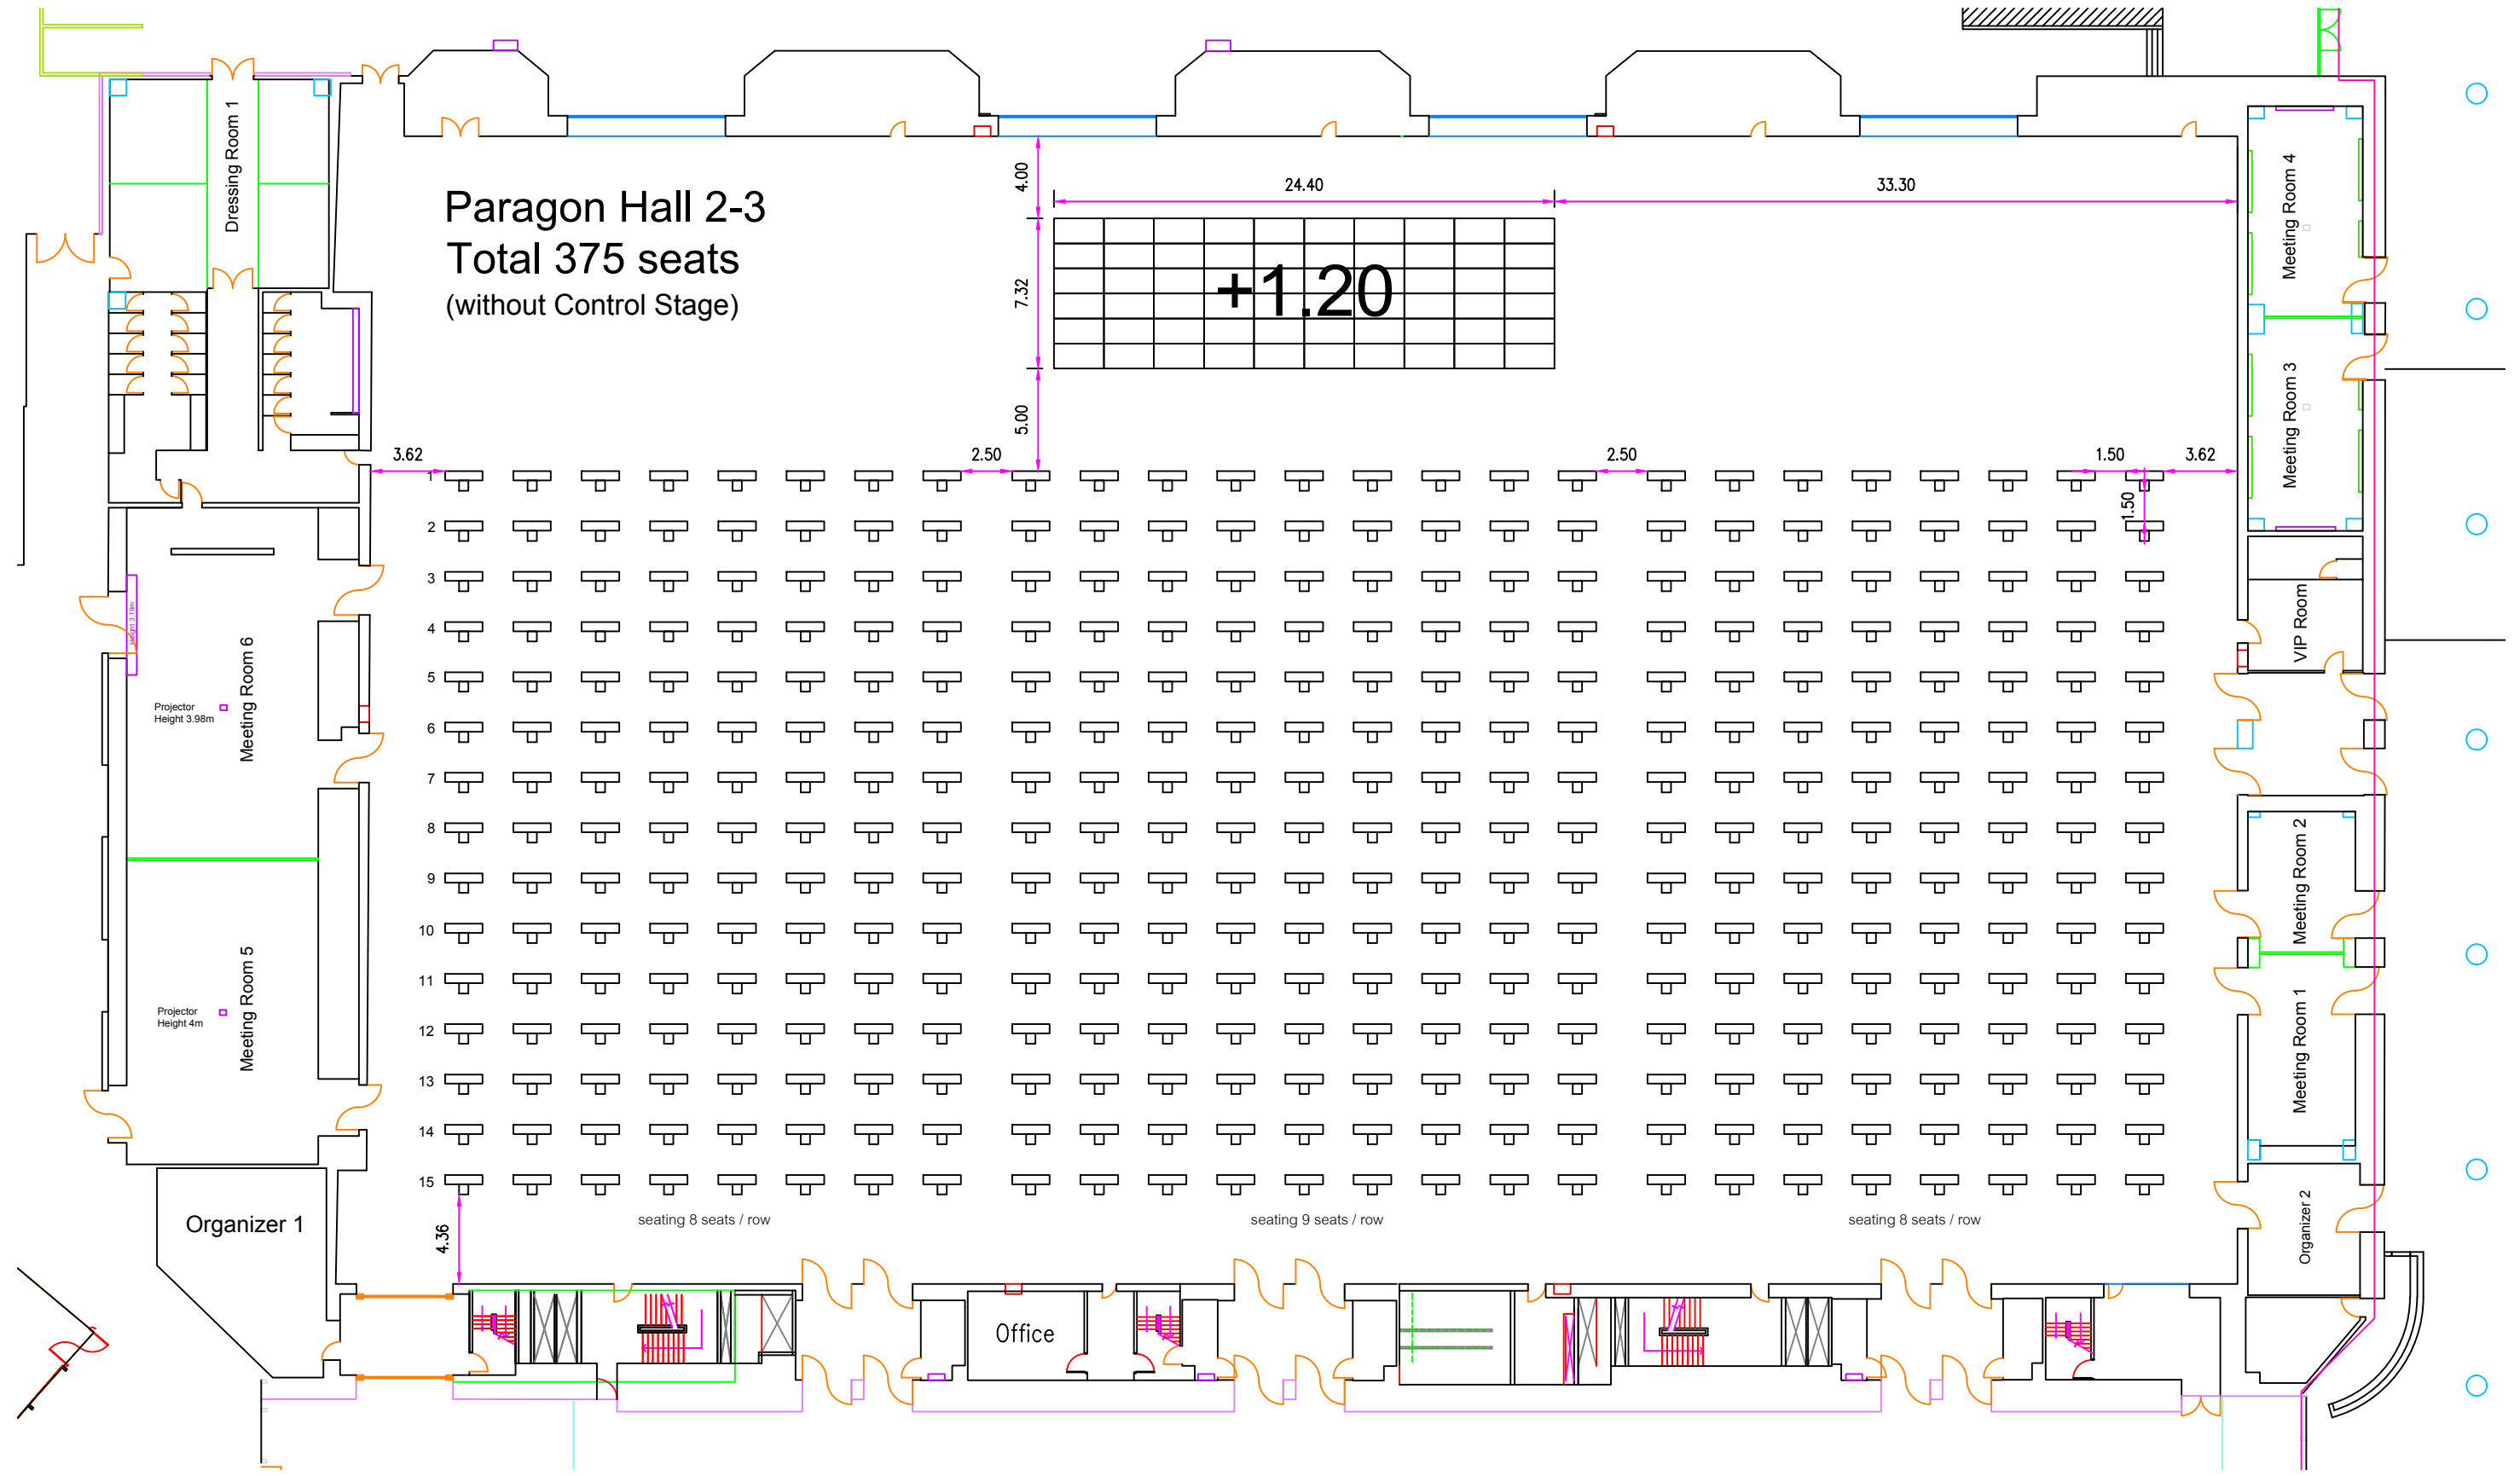 Dressing Room 1
Paragon Hall 2-3
Total 375 seats
(without Control Stage)
4.00
24.40
33.30
7.32
+1.20
5.00
Meeting Room 4
Meeting Room 3
3.62
2.50
2.50
1.50
3.62
1.50
1
2
3
4
5
6
7
8
9
10
11
12
13
14
15
Height 3.19m
Meeting Room 6
Projector
Height 3.98m
Meeting Room 5
Projector
Height 4m
VIP Room
Meeting Room 2
Meeting Room 1
Organizer 2
Organizer 1
4.36
seating 8 seats / row
seating 9 seats / row
seating 8 seats / row
Office